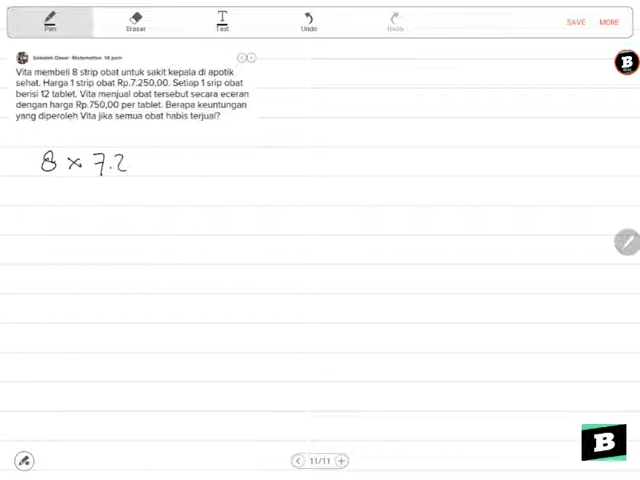 Pen Eraser Text Undo Redo SAVE MORE
Sekolah Dasar Matematika 14 poin
Vita membeli 8 strip obat untuk sakit kepala di apotik
sehat. Harga 1 strip obat Rp.7.250,00. Setiap 1 srip obat
berisi 12 tablet. Vita menjual obat tersebut secara eceran
dengan harga Rp.750,00 per tablet. Berapa keuntungan
yang diperoleh Vita jika semua obat habis terjual?
8 × 7.2
11/11
B
B